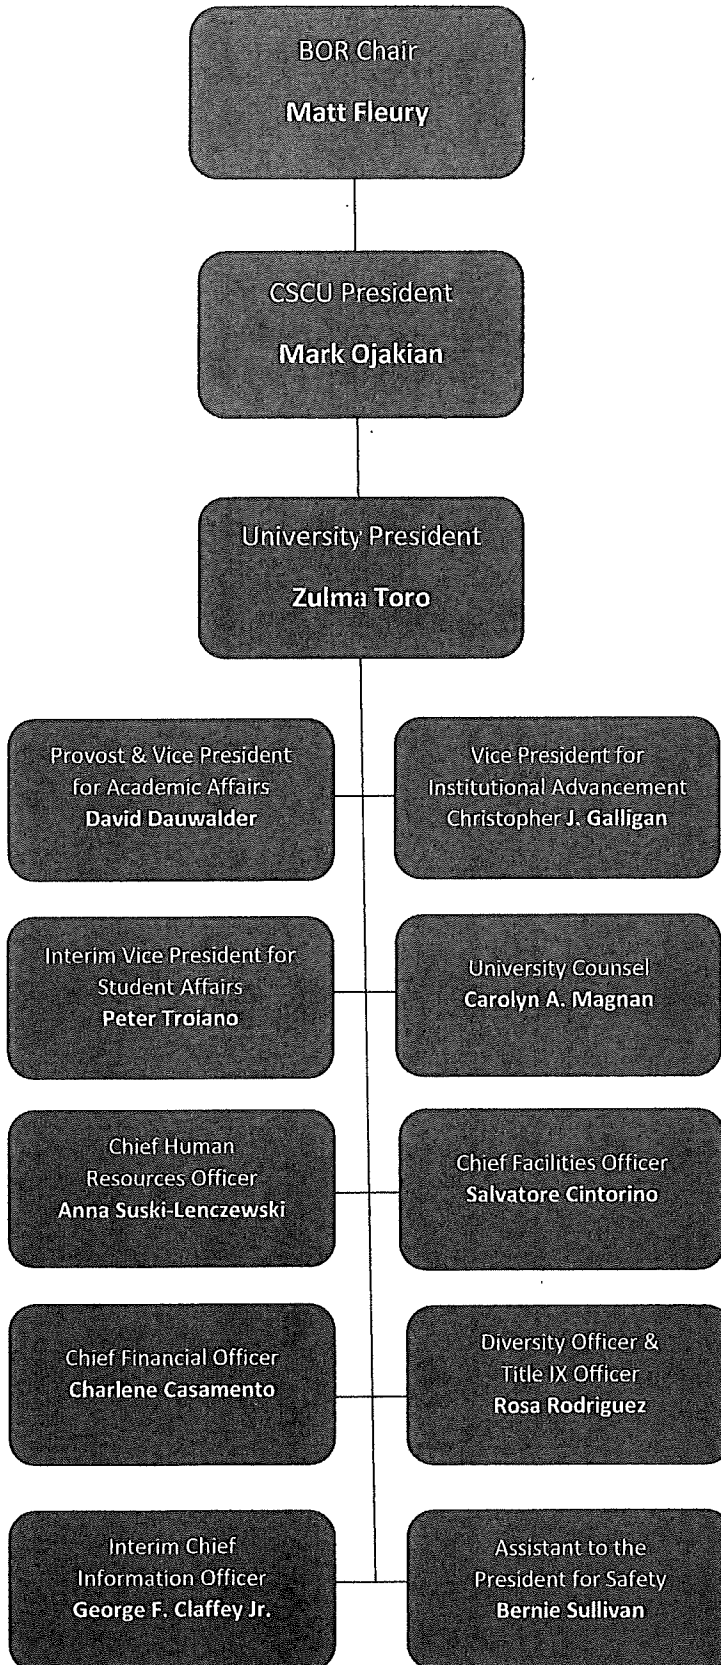 BOR Chair
Matt Fleury
CSCU President
Mark Ojakian
University President
Zulma Toro
Provost & Vice President
for Academic Affairs
David Dauwalder
Vice President for
Institutional Advancement
Christopher J. Galligan
Interim Vice President for
Student Affairs
Peter Troiano
University Counsel
Carolyn A. Magnan
Chief Human
Resources Officer
Anna Suski-Lenczewski
Chief Facilities Officer
Salvatore Cintorino
Chief Financial Officer
Charlene Casamento
Diversity Officer &
Title IX Officer
Rosa Rodriguez
Interim Chief
Information Officer
George F. Claffey Jr.
Assistant to the
President for Safety
Bernie Sullivan